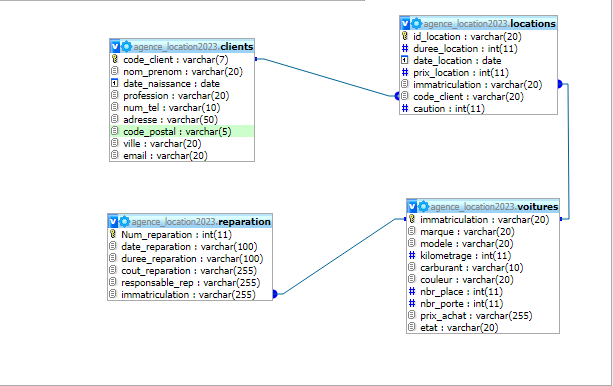 agence_location2023.clients
code_client : varchar(7)
nom_prenom : varchar(20)
date_naissance : date
profession : varchar(20)
num_tel : varchar(10)
adresse : varchar(50)
code_postal : varchar(5)
ville : varchar(20)
email : varchar(20)
agence_location2023.locations
id_location : varchar(20)
duree_location : int(11)
date_location : date
prix_location : int(11)
immatriculation : varchar(20)
code_client : varchar(20)
caution : int(11)
agence_location2023.reparation
Num_reparation : int(11)
date_reparation : varchar(100)
duree_reparation : varchar(100)
cout_reparation : varchar(255)
responsable_rep : varchar(255)
immatriculation : varchar(255)
agence_location2023.voitures
immatriculation : varchar(20)
marque : varchar(20)
modele : varchar(20)
kilometrage : int(11)
carburant : varchar(10)
couleur : varchar(20)
nbr_place : int(11)
nbr_porte : int(11)
prix_achat : varchar(255)
etat : varchar(20)